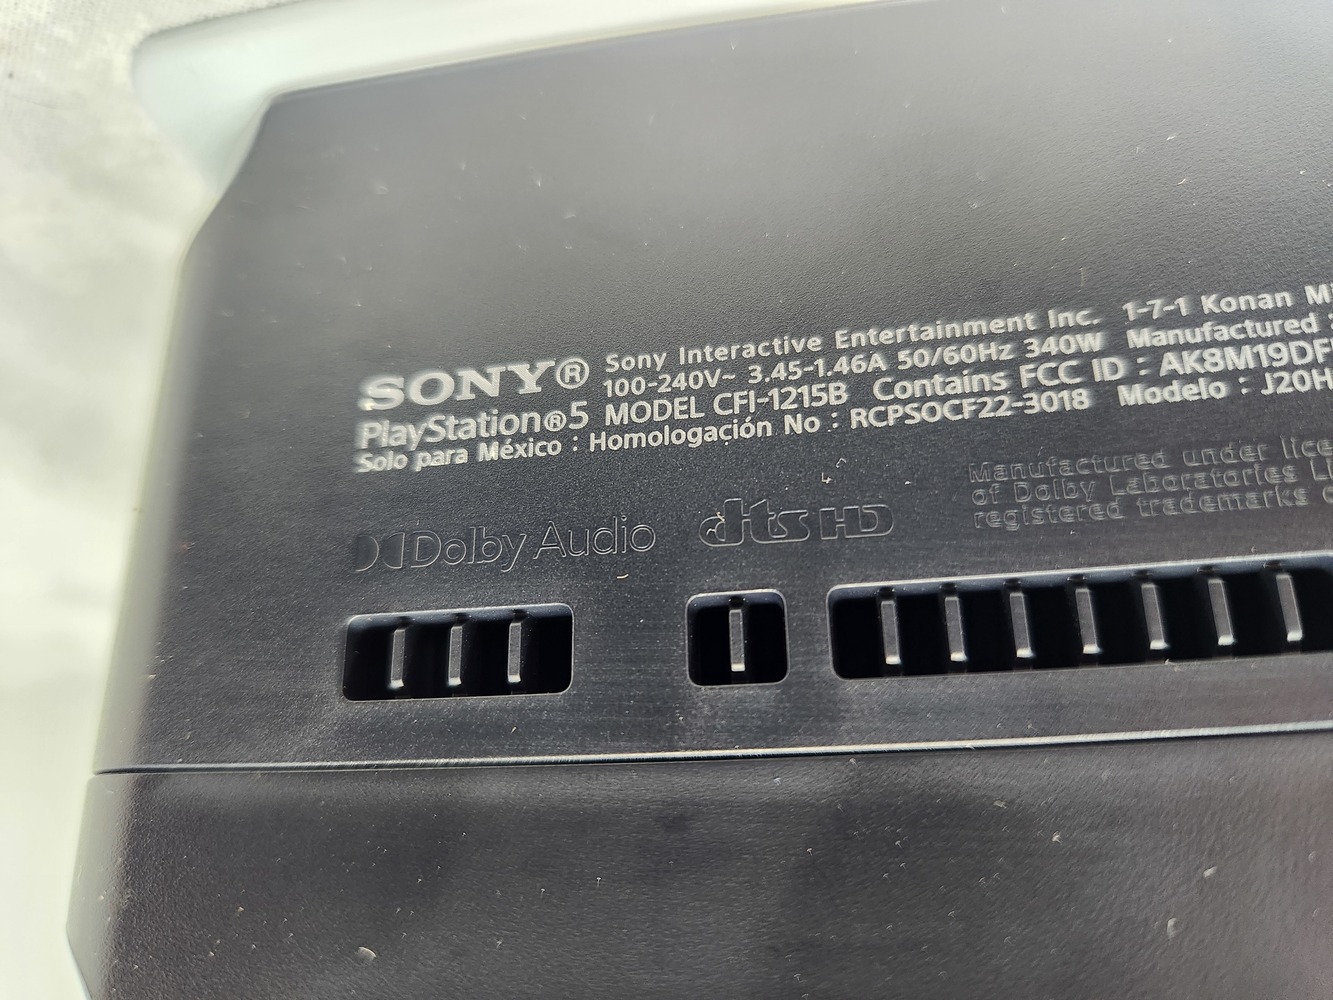 SONY® Sony Interactive Entertainment Inc. 1-7-1 Konan
100-240V~ 3.45-1.46A 50/60Hz 340W Manufactured :
PlayStation®5 MODEL CFI-1215B Contains FCC ID : AK8M19DF
Solo para México : Homologación No : RCPSOCF22-3018 Modelo : J20H
Dolby Audio dts HD
Manufactured under
of Dolby Laboratories
registered trademarks